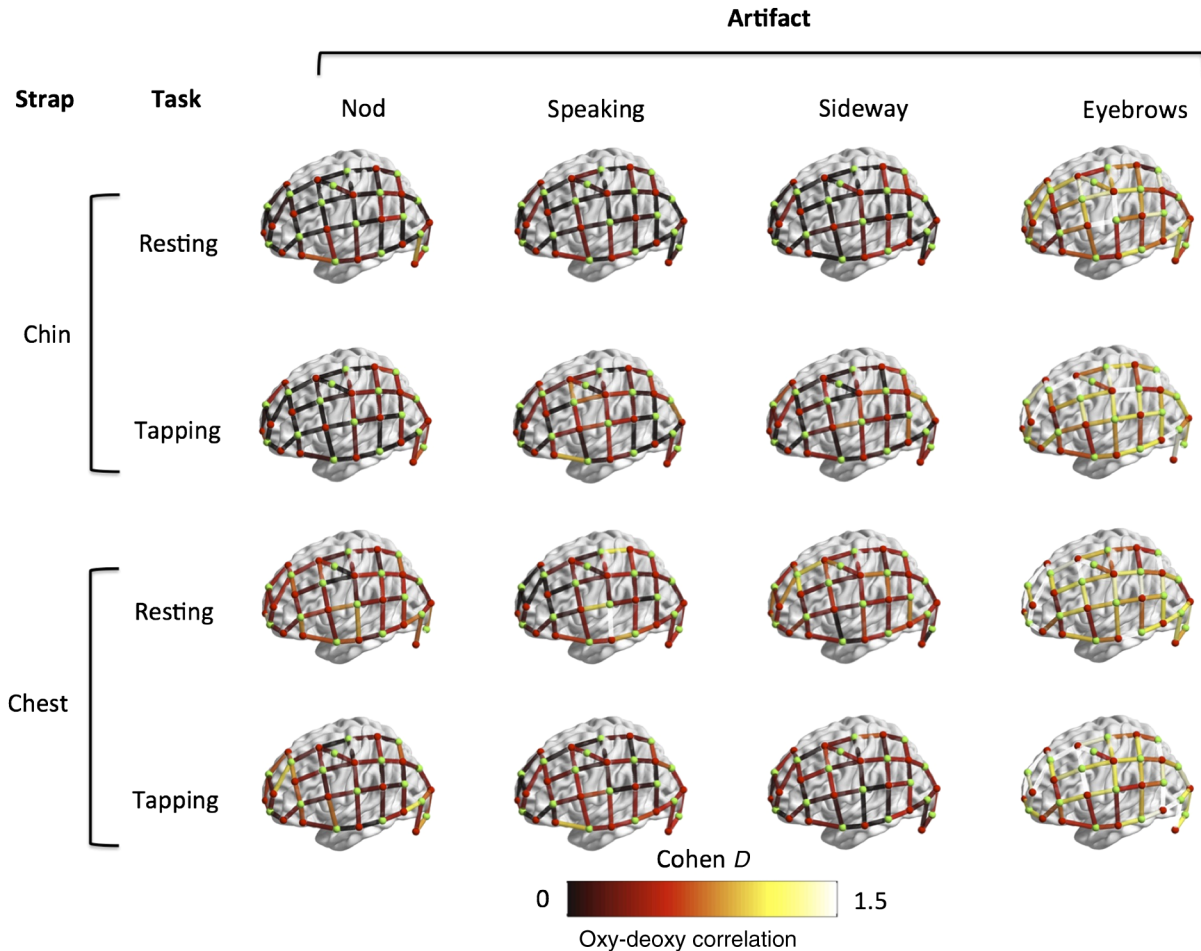 Artifact
Strap Task
Nod Speaking Sideway Eyebrows
Resting
Chin
Tapping
Resting
Chest
Tapping
Cohen D
0 1.5
Oxy-deoxy correlation